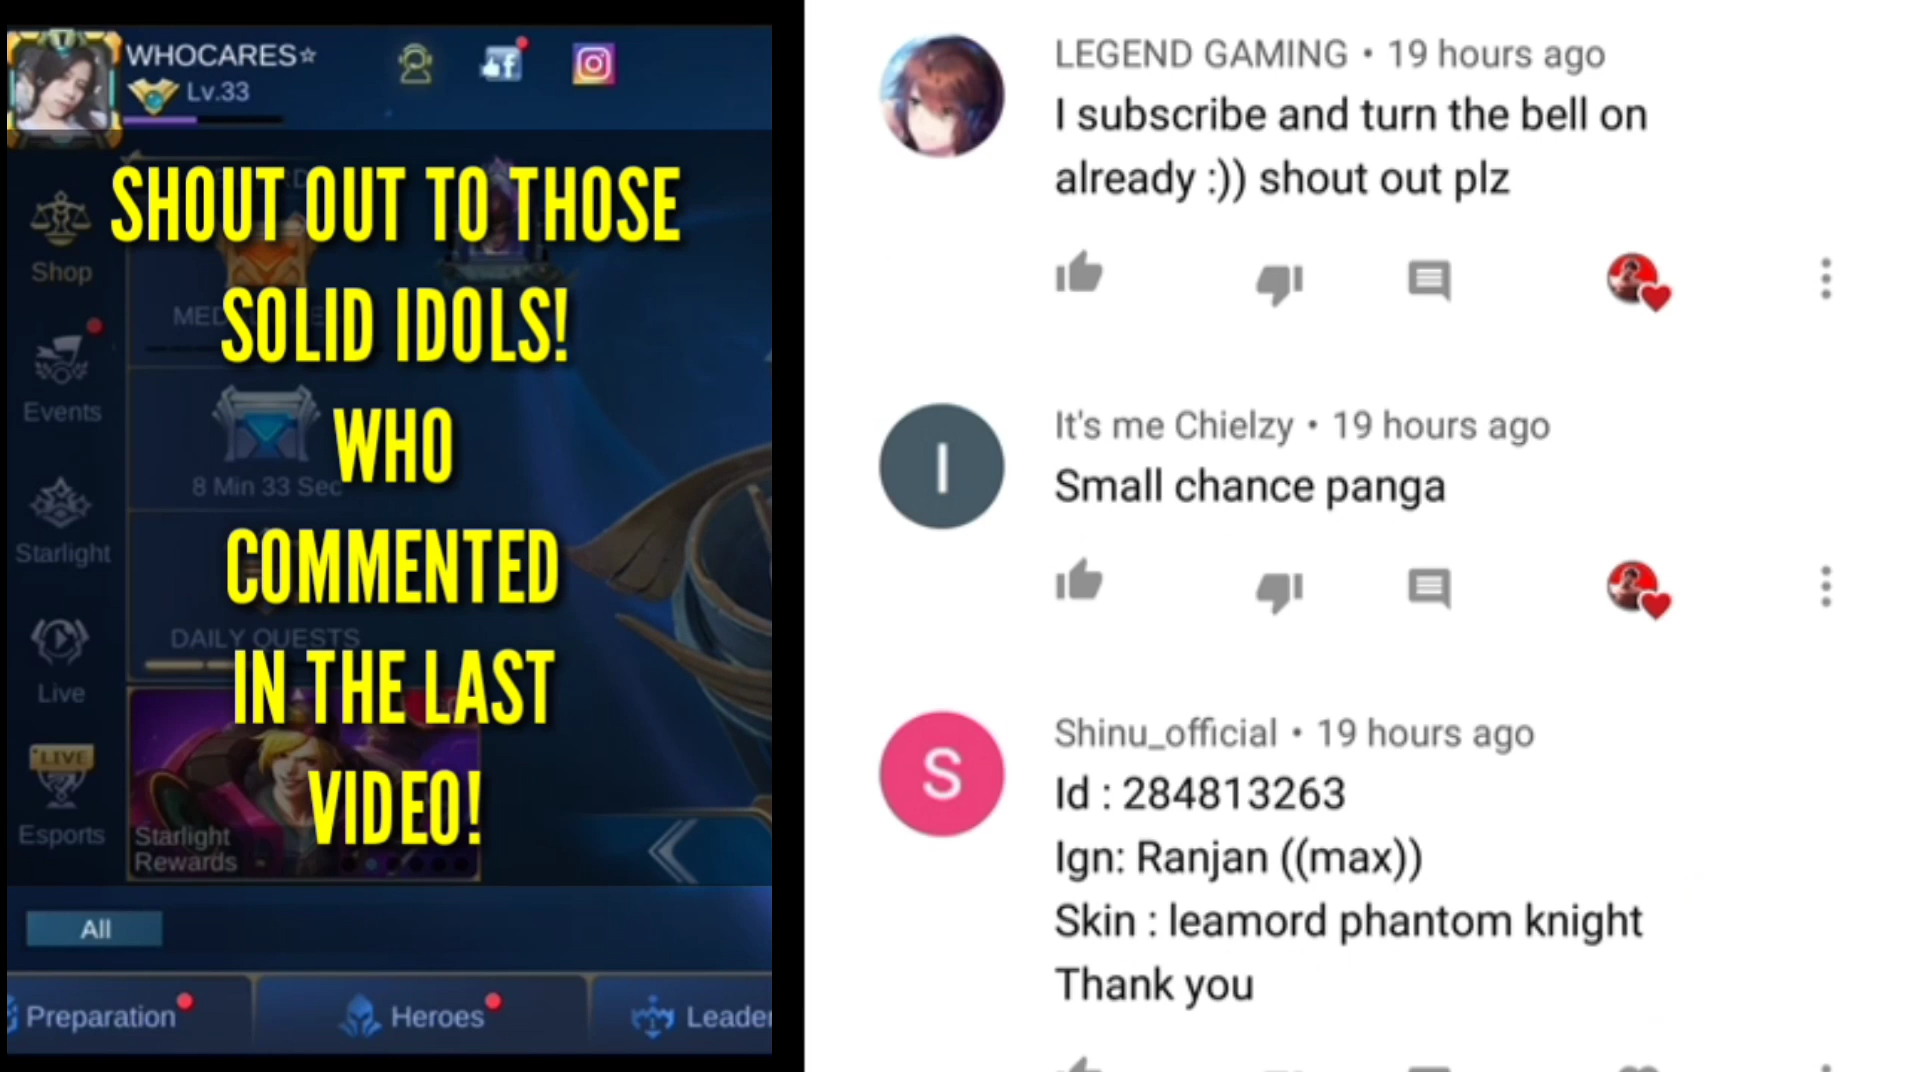 WHOCARES☆
Lv.33
SHOUT OUT TO THOSE
SOLID IDOLS!
WHO
COMMENTED
IN THE LAST
VIDEO!
Shop
Events
8 Min 33 Sec
Starlight
DAILY QUESTS
Live
LIVE
Esports
Starlight
Rewards
All
Preparation
Heroes
LEGEND GAMING • 19 hours ago
I subscribe and turn the bell on
already :)) shout out plz
It's me Chielzy • 19 hours ago
I
Small chance panga
Shinu_official • 19 hours ago
S
Id : 284813263
Ign: Ranjan ((max))
Skin : leamord phantom knight
Thank you